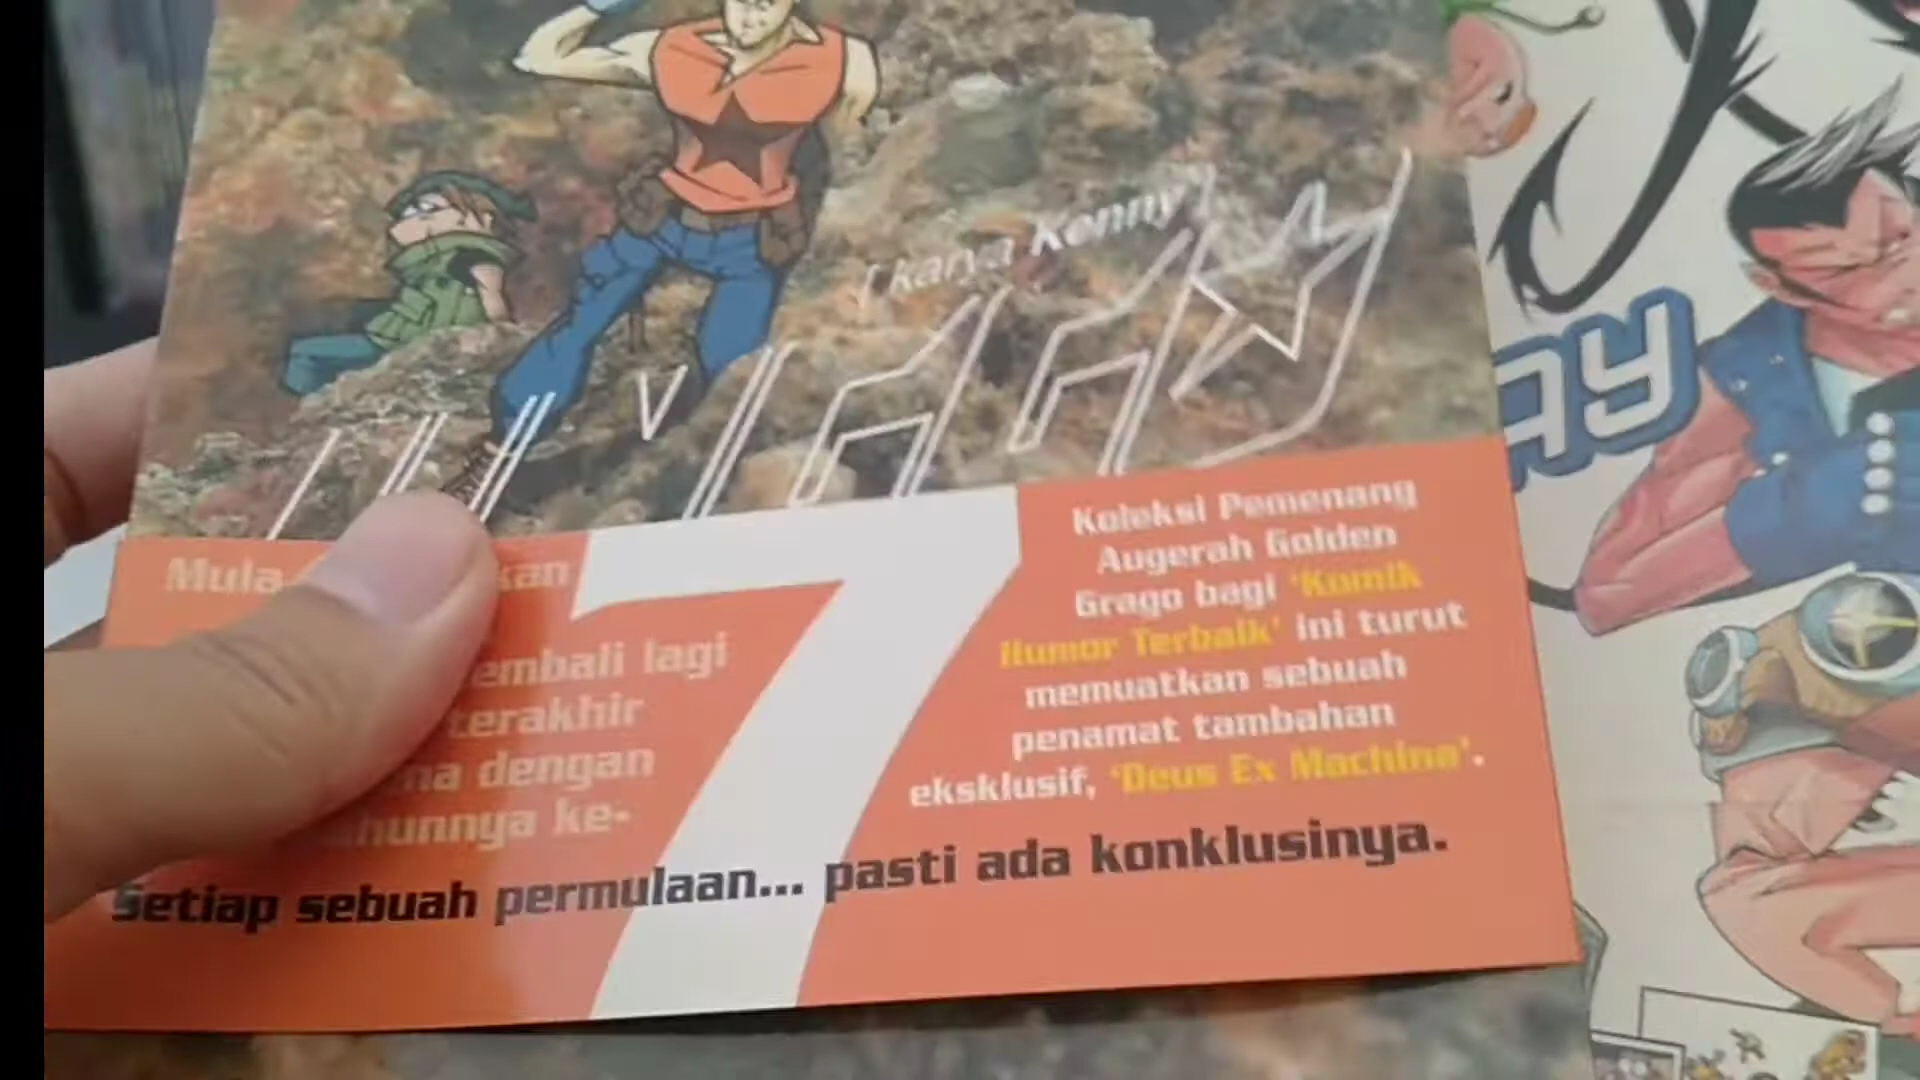 ( karya Kenny
AY
Mula
kan
embali lagi
terakhir
ma dengan
hunnya ke-
7
Koleksi Pemenang
Augerah Golden
Grago bagi 'Komik
Humor Terbaik' ini turut
memuatkan sebuah
penamat tambahan
eksklusif, 'Deus Ex Machina'.
Setiap sebuah permulaan... pasti ada konklusinya.